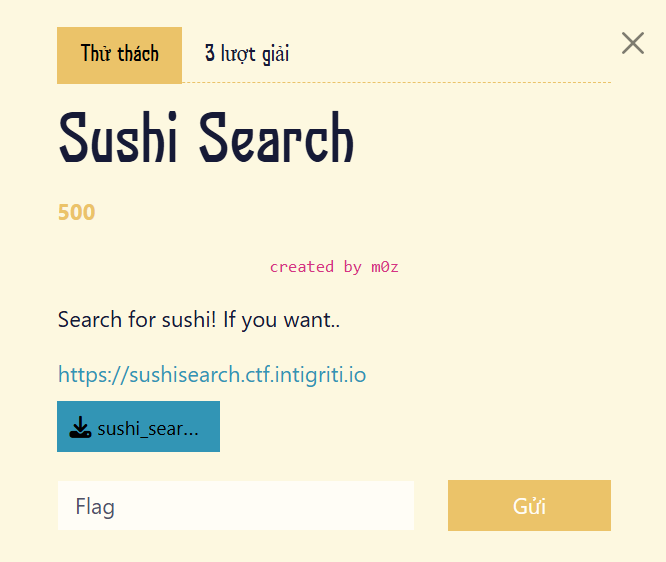 Thử thách
3 lượt giải
Sushi Search
500
created by m0z
Search for sushi! If you want..
https://sushisearch.ctf.intigriti.io
sushi_sear...
Flag
Gửi